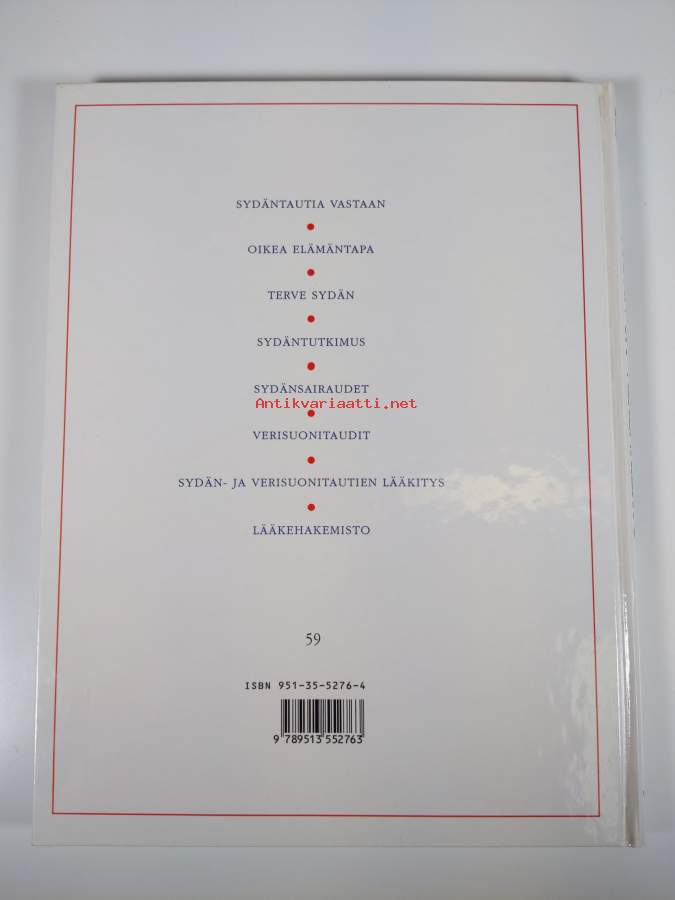 SYDÄNTAUTIA VASTAAN
OIKEA ELÄMÄNTAPA
TERVE SYDÄN
SYDÄNTUTKIMUS
SYDÄNSAIRAUDET
Antikvariaatti.net
VERISUONITAUDIT
SYDÄN- JA VERISUONITAUTIEN LÄÄKITYS
LÄÄKEHAKEMISTO
59
ISBN 951-35-5276-4
9 789513 552763